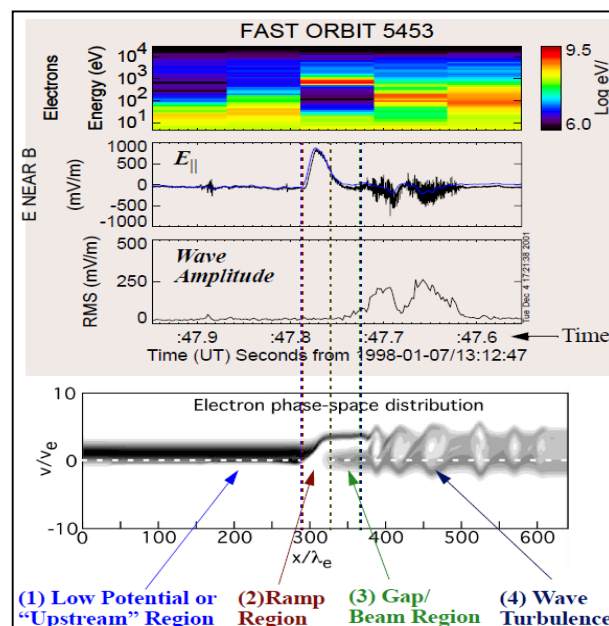 FAST ORBIT 5453
Electrons
Energy (eV)
10^4
10^3
10^2
10^1
9.5
6.0
Log eV/
E NEAR B
(mV/m)
1000
500
0
-500
-1000
E||
RMS (mV/m)
500
250
0
Wave
Amplitude
Tue Dec 4 17:21:38 2001
:47.9 :47.8 :47.7 :47.6
Time
Time (UT) Seconds from 1998-01-07/13:12:47
Electron phase-space distribution
v/v_e
10
0
-10
0 100 200 300 400 500 600
x/λ_e
(1) Low Potential or
"Upstream" Region
(2)Ramp
Region
(3) Gap/
Beam Region
(4) Wave
Turbulence